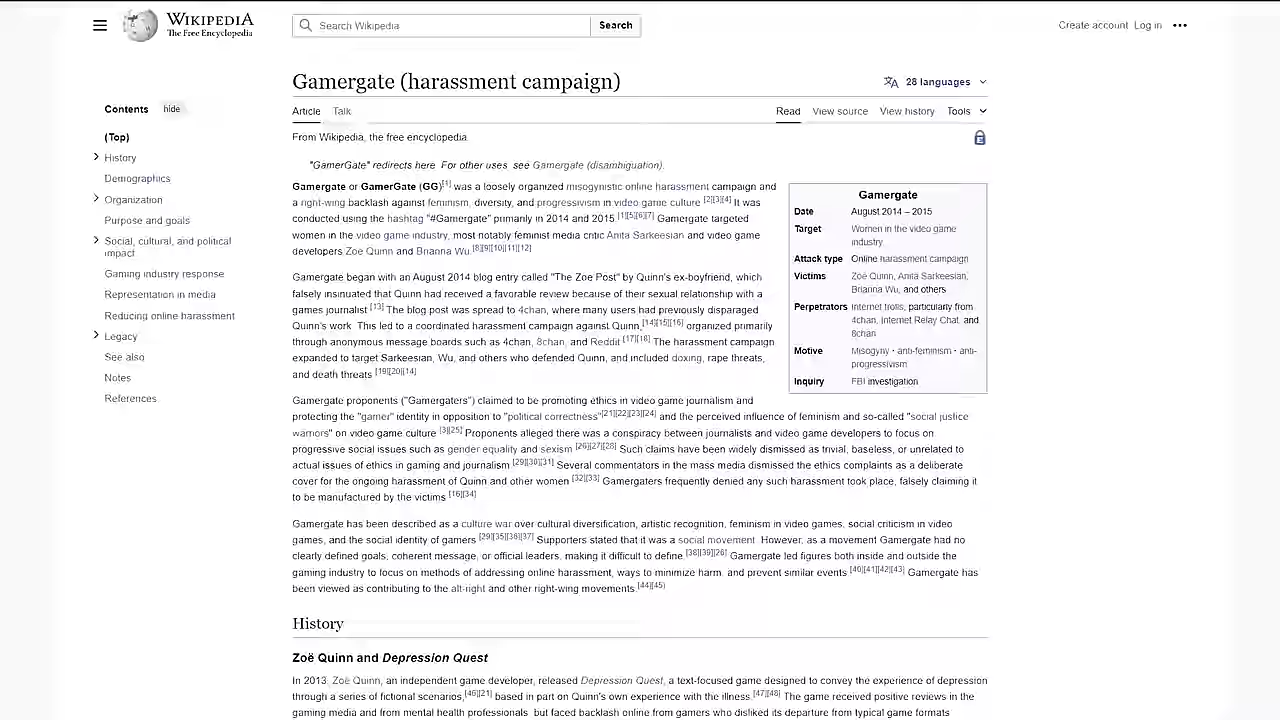 WIKIPEDIA
The Free Encyclopedia
Search Wikipedia
Search
Create account Log in
Gamergate (harassment campaign)
28 languages
Contents hide
Article Talk
Read View source View history Tools
(Top)
History
Demographics
Organization
Purpose and goals
Social, cultural, and political
impact
Gaming industry response
Representation in media
Reducing online harassment
Legacy
See also
Notes
References
From Wikipedia, the free encyclopedia
"GamerGate" redirects here. For other uses, see Gamergate (disambiguation).
Gamergate or GamerGate (GG)[1] was a loosely organized misogynistic online harassment campaign and
a right-wing backlash against feminism, diversity, and progressivism in video game culture.[2][3][4] It was
conducted using the hashtag "#Gamergate" primarily in 2014 and 2015.[1][5][6][7] Gamergate targeted
women in the video game industry, most notably feminist media critic Anita Sarkeesian and video game
developers Zoë Quinn and Brianna Wu.[8][9][10][11][12]
Gamergate began with an August 2014 blog entry called "The Zoe Post" by Quinn's ex-boyfriend, which
falsely insinuated that Quinn had received a favorable review because of their sexual relationship with a
games journalist.[13] The blog post was spread to 4chan, where many users had previously disparaged
Quinn's work. This led to a coordinated harassment campaign against Quinn,[14][15][16] organized primarily
through anonymous message boards such as 4chan, 8chan, and Reddit.[17][18] The harassment campaign
expanded to target Sarkeesian, Wu, and others who defended Quinn, and included doxing, rape threats,
and death threats.[19][20][14]
Gamergate
Date August 2014 – 2015
Target Women in the video game
industry
Attack type Online harassment campaign
Victims Zoë Quinn, Anita Sarkeesian,
Brianna Wu, and others
Perpetrators Internet trolls, particularly from
4chan, Internet Relay Chat, and
8chan
Motive Misogyny · anti-feminism · anti-
progressivism
Inquiry FBI investigation
Gamergate proponents ("Gamergaters") claimed to be promoting ethics in video game journalism and
protecting the "gamer" identity in opposition to "political correctness"[21][22][23][24] and the perceived influence of feminism and so-called "social justice
warriors" on video game culture.[3][25] Proponents alleged there was a conspiracy between journalists and video game developers to focus on
progressive social issues such as gender equality and sexism.[26][27][28] Such claims have been widely dismissed as trivial, baseless, or unrelated to
actual issues of ethics in gaming and journalism.[29][30][31] Several commentators in the mass media dismissed the ethics complaints as a deliberate
cover for the ongoing harassment of Quinn and other women.[32][33] Gamergaters frequently denied any such harassment took place, falsely claiming it
to be manufactured by the victims.[16][34]
Gamergate has been described as a culture war over cultural diversification, artistic recognition, feminism in video games, social criticism in video
games, and the social identity of gamers.[29][35][36][37] Supporters stated that it was a social movement. However, as a movement Gamergate had no
clearly defined goals, coherent message, or official leaders, making it difficult to define.[38][39][26] Gamergate led figures both inside and outside the
gaming industry to focus on methods of addressing online harassment, ways to minimize harm, and prevent similar events.[40][41][42][43] Gamergate has
been viewed as contributing to the alt-right and other right-wing movements.[44][45]
History
Zoë Quinn and Depression Quest
In 2013, Zoë Quinn, an independent game developer, released Depression Quest, a text-focused game designed to convey the experience of depression
through a series of fictional scenarios,[46][21] based in part on Quinn's own experience with the illness.[47][48] The game received positive reviews in the
gaming media and from mental health professionals, but faced backlash online from gamers who disliked its departure from typical game formats